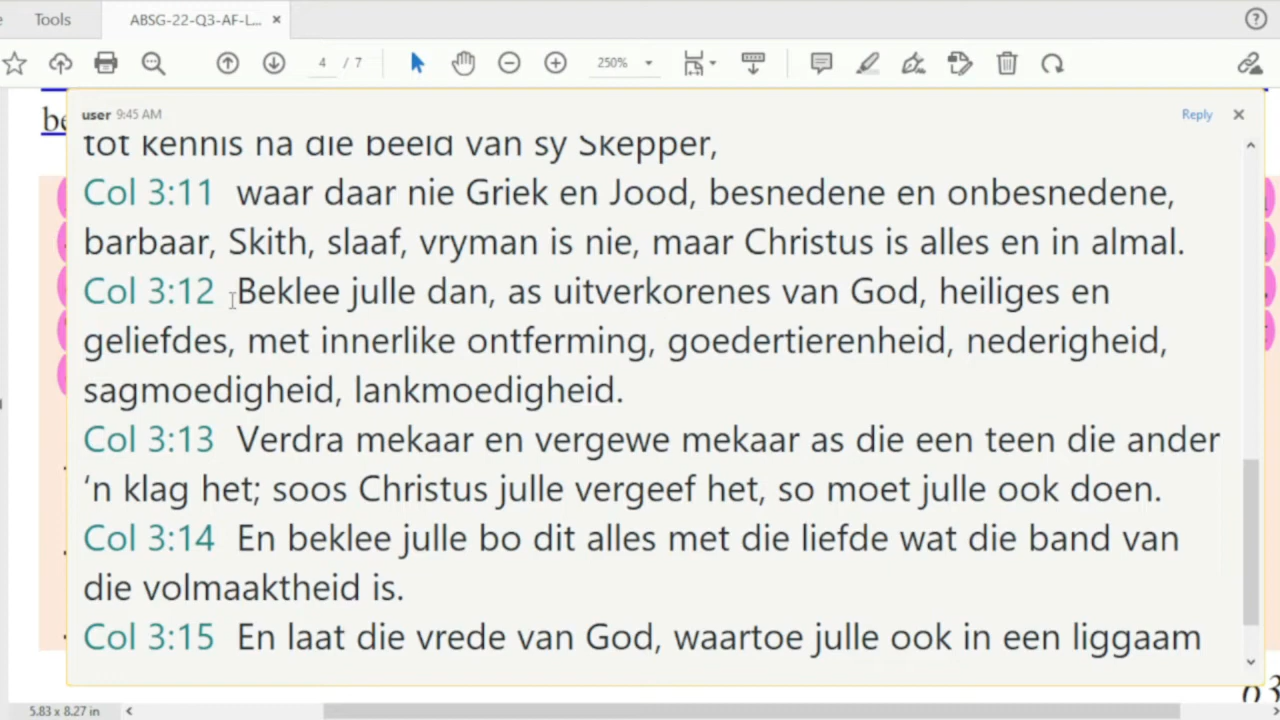 Tools
ABSG-22-Q3-AF-L... ×
4 / 7
250%
be
user 9:45 AM
Reply
tot kennis na die beeld van sy Skepper,
Col 3:11 waar daar nie Griek en Jood, besnedene en onbesnedene,
barbaar, Skith, slaaf, vryman is nie, maar Christus is alles en in almal.
Col 3:12 Beklee julle dan, as uitverkorenes van God, heiliges en
geliefdes, met innerlike ontferming, goedertierenheid, nederigheid,
sagmoedigheid, lankmoedigheid.
Col 3:13 Verdra mekaar en vergewe mekaar as die een teen die ander
‘n klag het; soos Christus julle vergeef het, so moet julle ook doen.
Col 3:14 En beklee julle bo dit alles met die liefde wat die band van
die volmaaktheid is.
Col 3:15 En laat die vrede van God, waartoe julle ook in een liggaam
5.83 x 8.27 in